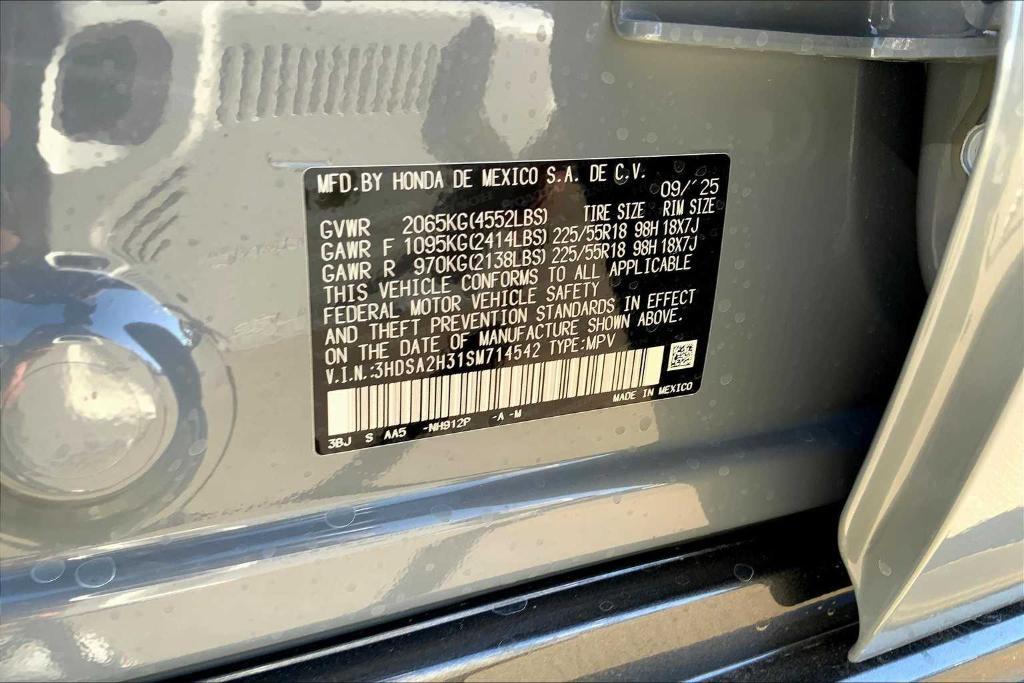 MFD.BY HONDA DE MEXICO S.A. DE C.V. 09/'25
GVWR 2065KG(4552LBS) TIRE SIZE RIM SIZE
GAWR F 1095KG(2414LBS) 225/55R18 98H 18X7J
GAWR R 970KG(2138LBS) 225/55R18 98H 18X7J
THIS VEHICLE CONFORMS TO ALL APPLICABLE
FEDERAL MOTOR VEHICLE SAFETY
AND THEFT PREVENTION STANDARDS IN EFFECT
ON THE DATE OF MANUFACTURE SHOWN ABOVE.
V.I.N.:3HDSA2H31SM714542 TYPE:MPV
MADE IN MEXICO
3BJ S AA5 -NH912P -A -M